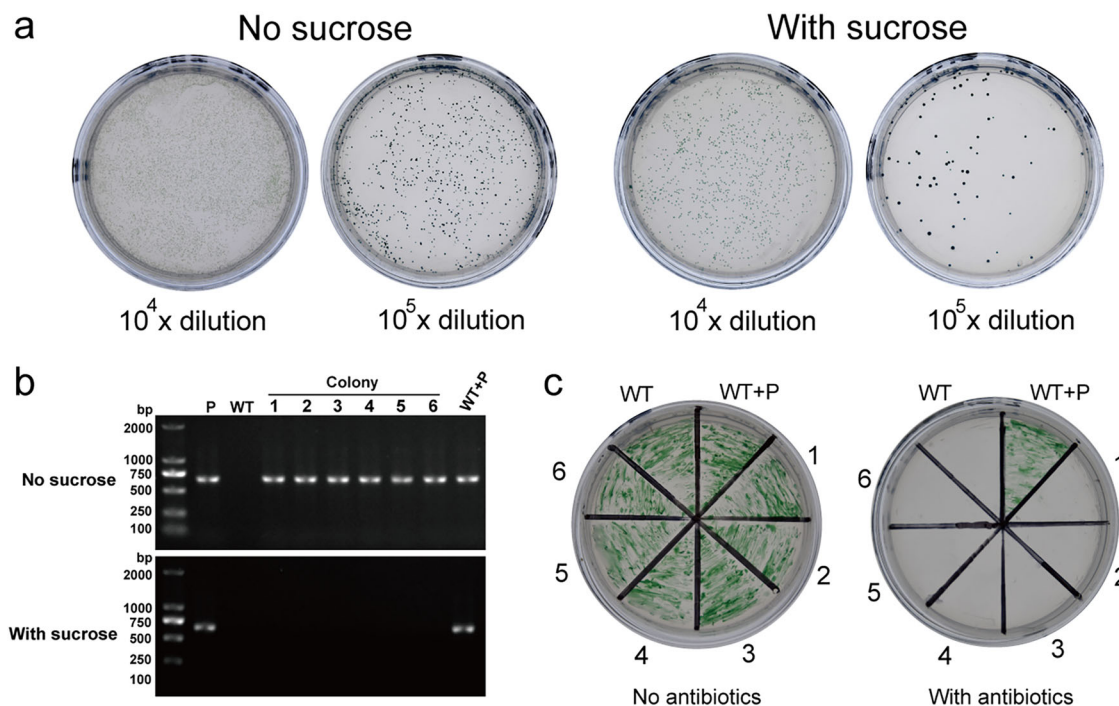 a
No sucrose
With sucrose
10⁴x dilution
10⁵x dilution
10⁴x dilution
10⁵x dilution
b
Colony
bp
P WT 1 2 3 4 5 6 WT+P
2000
1000
750
500
250
100
No sucrose
bp
2000
1000
750
500
250
100
With sucrose
c
WT
WT+P
1
2
3
4
5
6
No antibiotics
WT
WT+P
1
2
3
4
5
6
With antibiotics